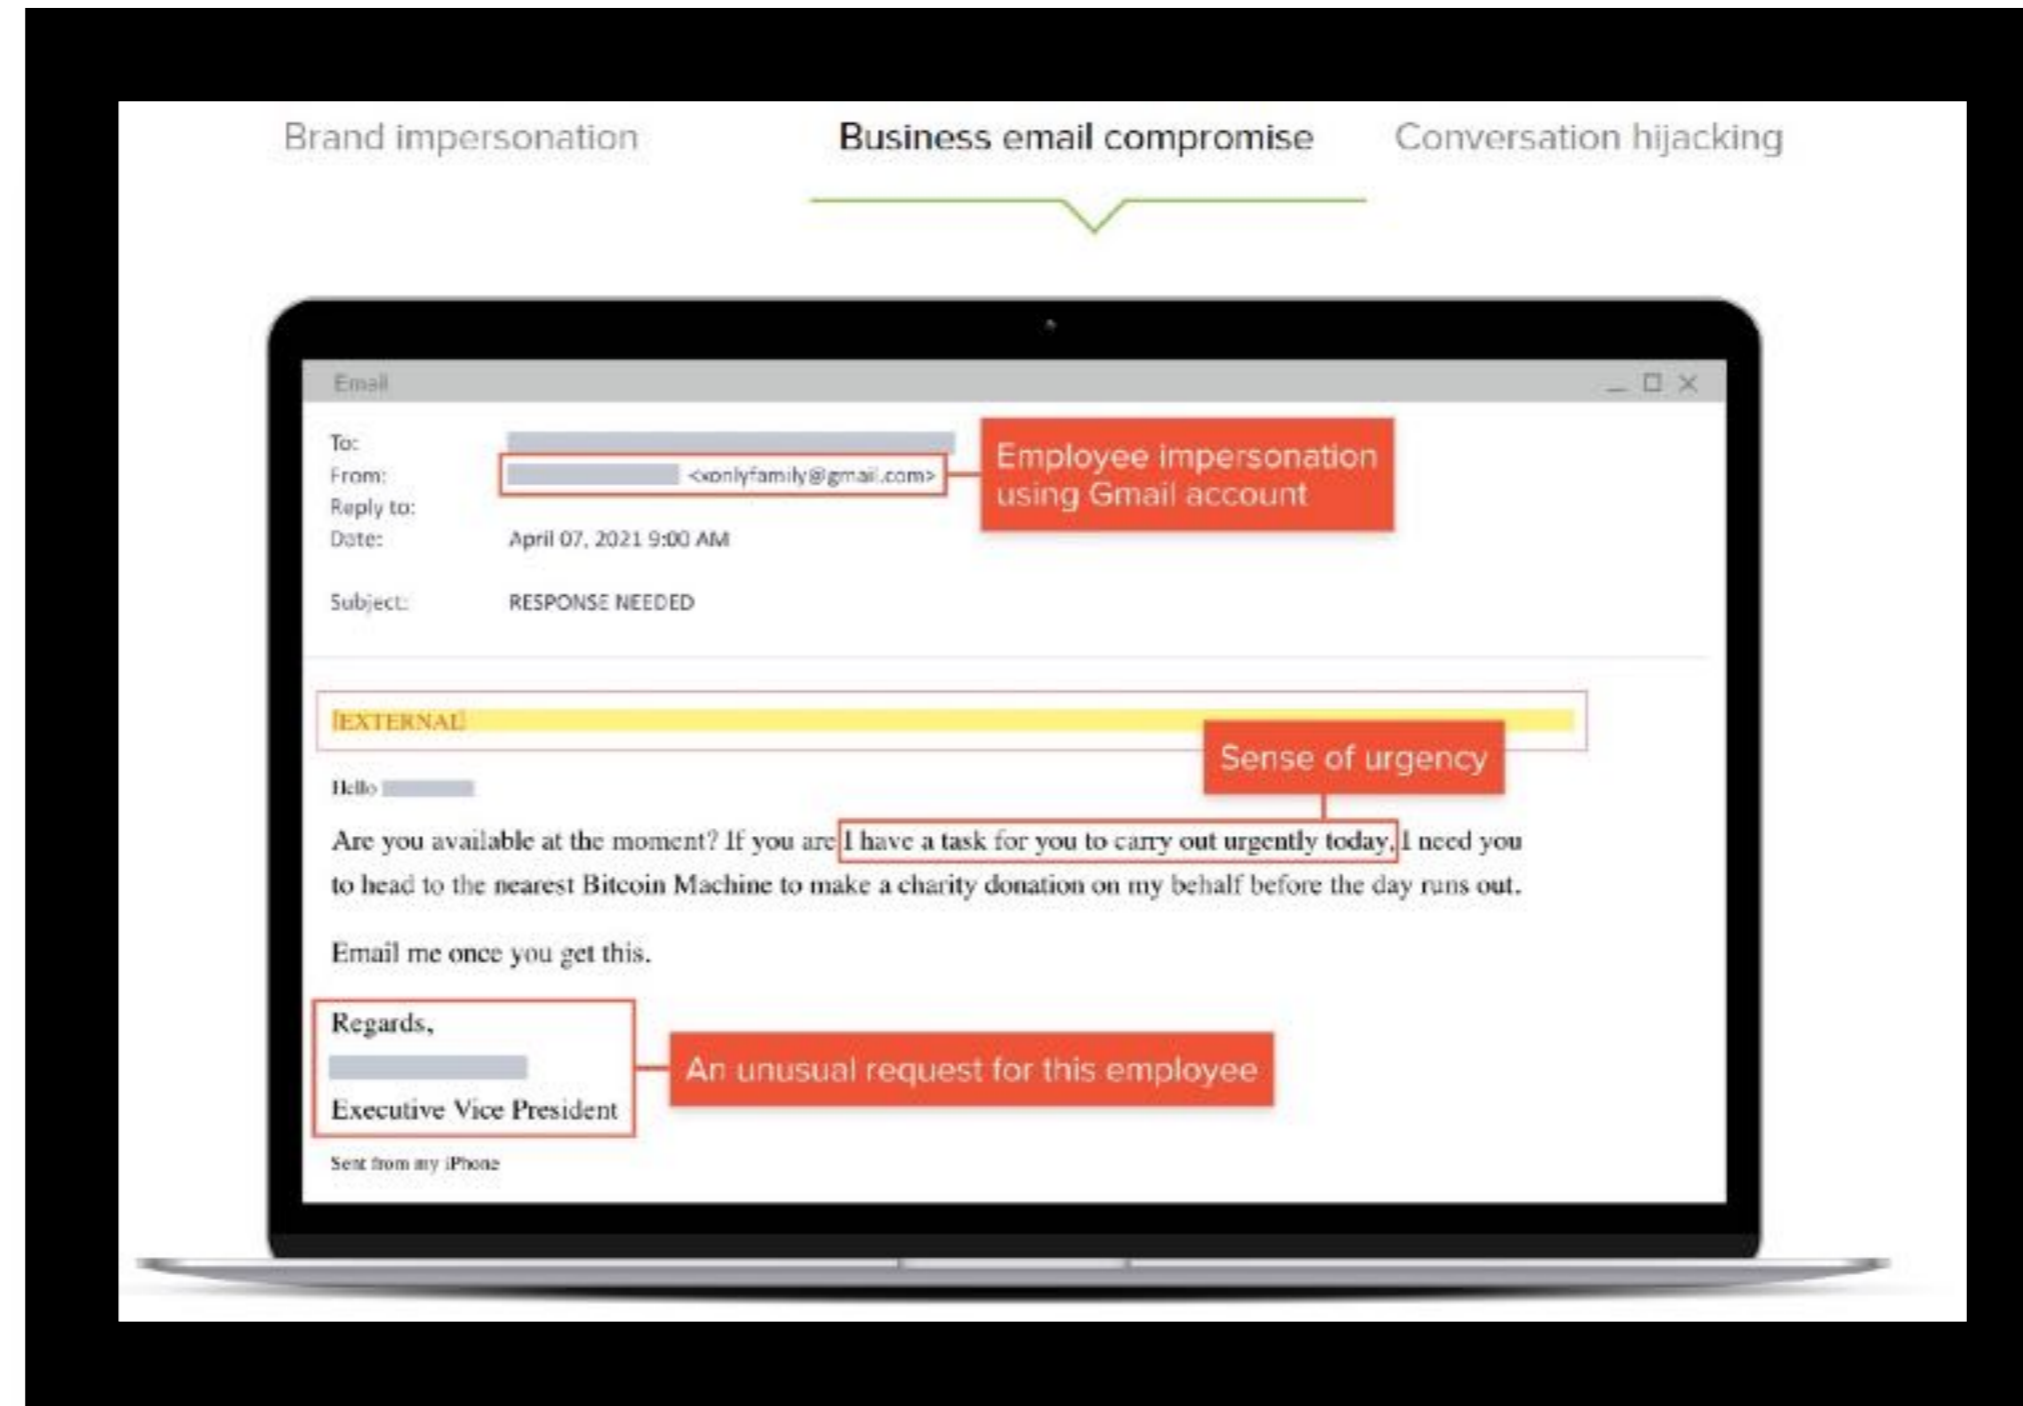 Brand impersonation
Business email compromise
Conversation hijacking
Email
To:
From: <xonlyfamily@gmail.com>
Employee impersonation
using Gmail account
Reply to:
Date: April 07, 2021 9:00 AM
Subject: RESPONSE NEEDED
[EXTERNAL]
Sense of urgency
Hello
Are you available at the moment? If you are I have a task for you to carry out urgently today, I need you
to head to the nearest Bitcoin Machine to make a charity donation on my behalf before the day runs out.
Email me once you get this.
Regards,
An unusual request for this employee
Executive Vice President
Sent from my iPhone